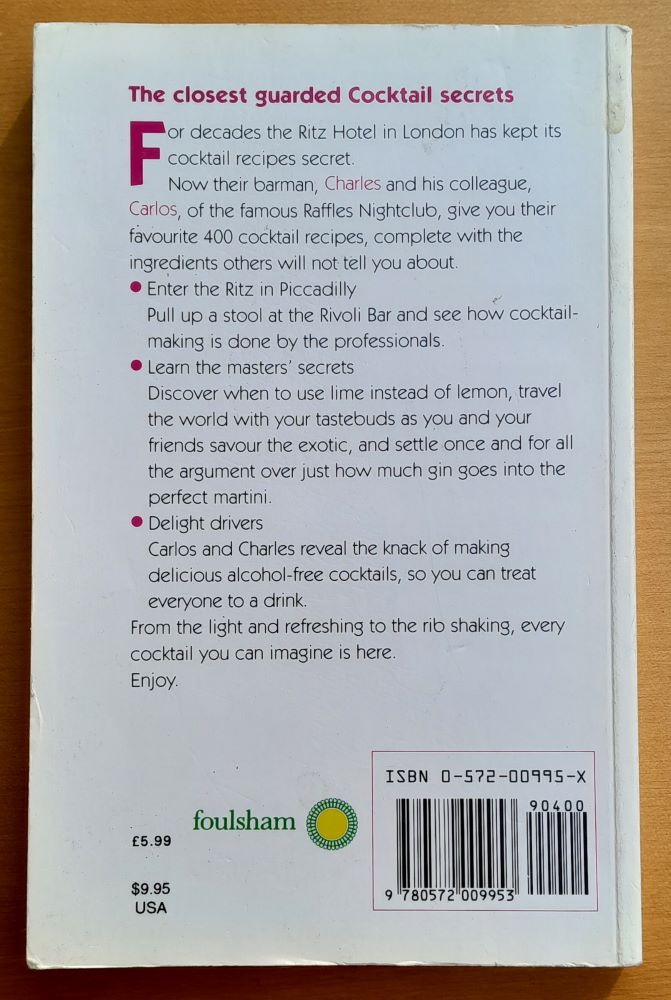 The closest guarded Cocktail secrets
For decades the Ritz Hotel in London has kept its
cocktail recipes secret.
Now their barman, Charles and his colleague,
Carlos, of the famous Raffles Nightclub, give you their
favourite 400 cocktail recipes, complete with the
ingredients others will not tell you about.
● Enter the Ritz in Piccadilly
Pull up a stool at the Rivoli Bar and see how cocktail-
making is done by the professionals.
● Learn the masters' secrets
Discover when to use lime instead of lemon, travel
the world with your tastebuds as you and your
friends savour the exotic, and settle once and for all
the argument over just how much gin goes into the
perfect martini.
● Delight drivers
Carlos and Charles reveal the knack of making
delicious alcohol-free cocktails, so you can treat
everyone to a drink.
From the light and refreshing to the rib shaking, every
cocktail you can imagine is here.
Enjoy.
foulsham
£5.99
$9.95
USA
ISBN 0-572-00995-X
90400
9 780572 009953